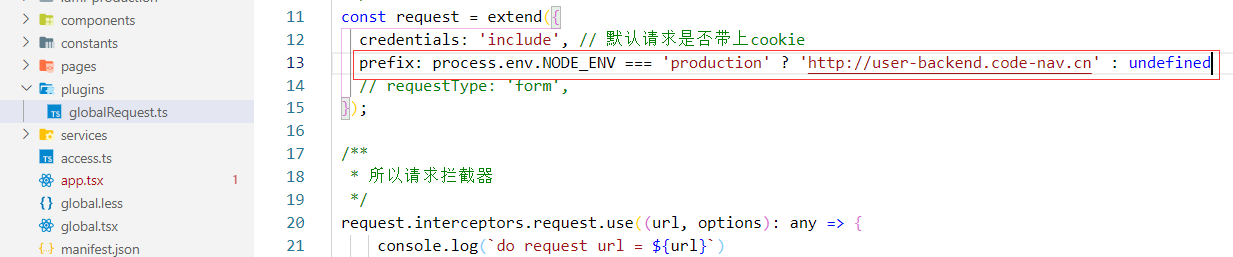 components
constants
pages
plugins
globalRequest.ts
services
access.ts
app.tsx 1
global.less
global.tsx
manifest.json
11 const request = extend({
12 credentials: 'include', // 默认请求是否带上cookie
13 prefix: process.env.NODE_ENV === 'production' ? 'http://user-backend.code-nav.cn' : undefined
14 // requestType: 'form',
15 });
16
17 /**
18 * 所以请求拦截器
19 */
20 request.interceptors.request.use((url, options): any => {
21 console.log(`do request url = ${url}`)